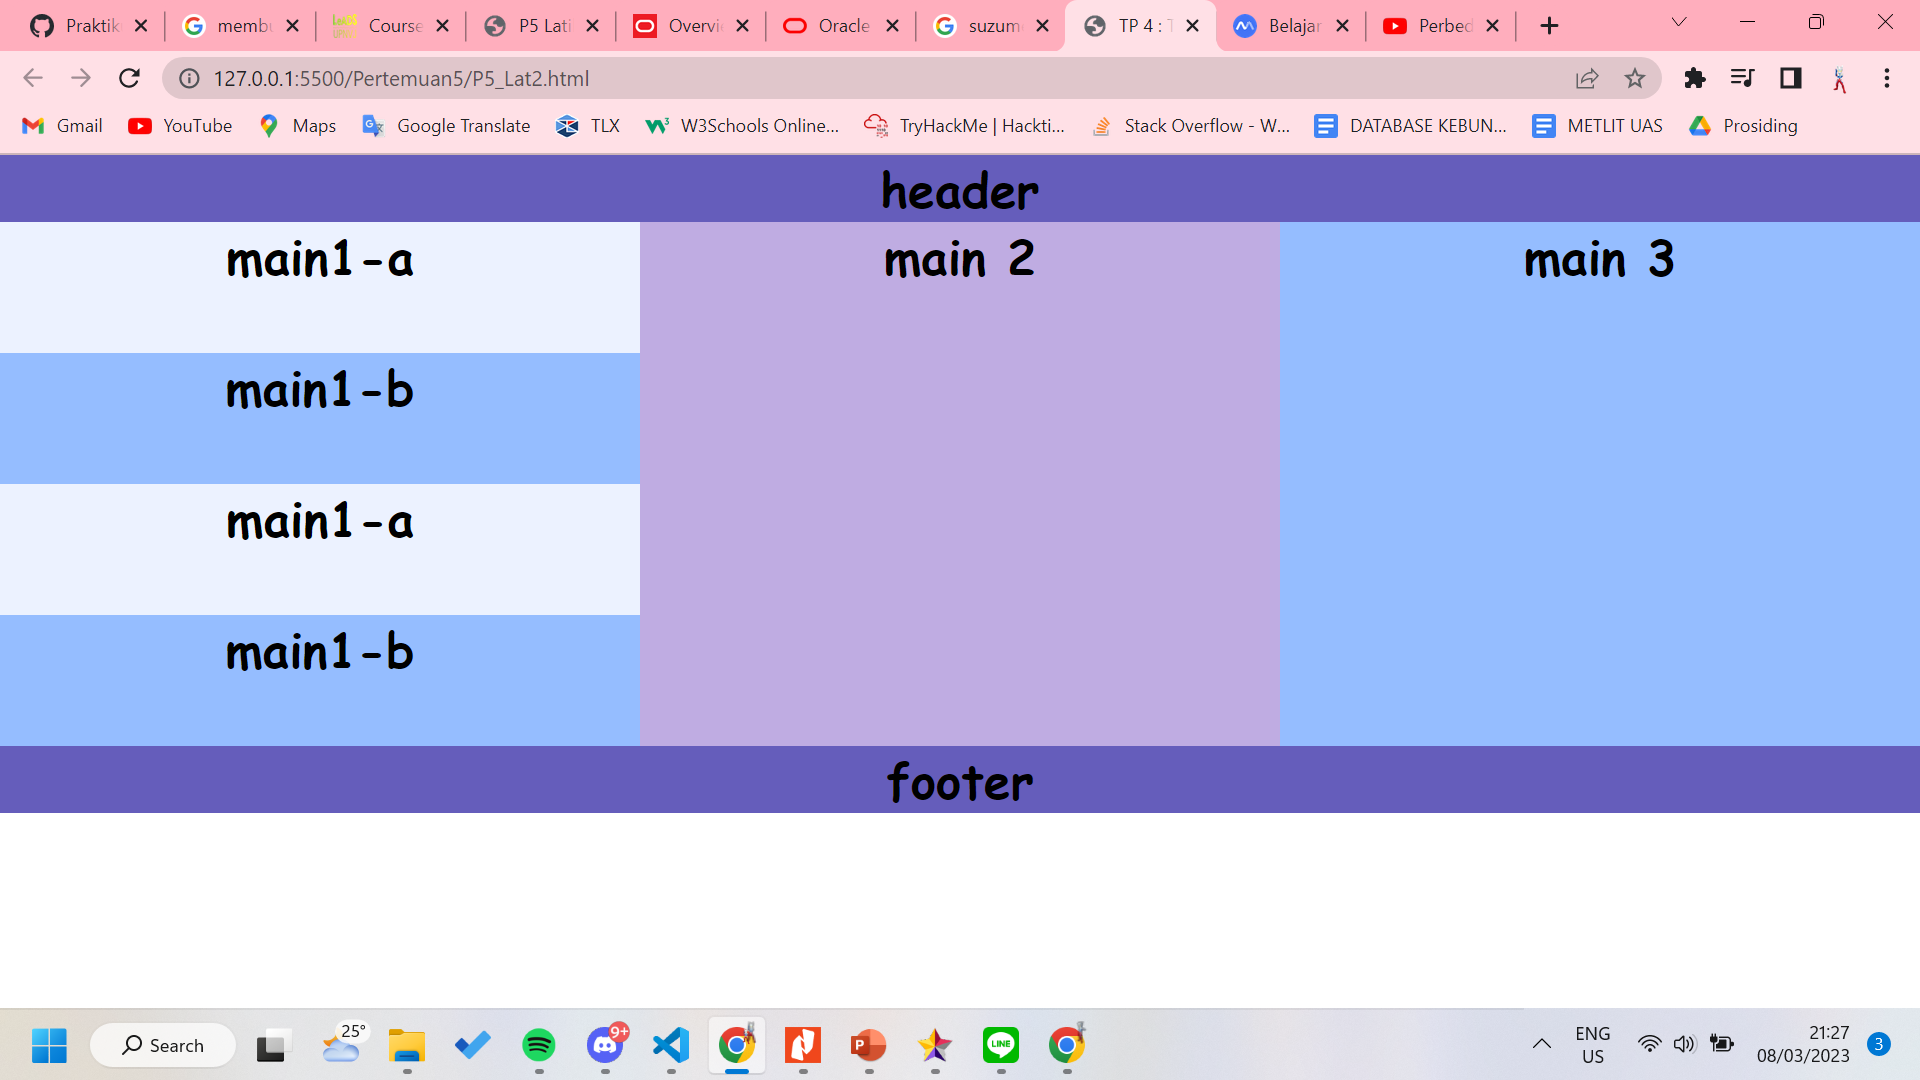 Praktik membu Course P5 Lati Overvi Oracle suzum TP 4 : T Belajar Perbed
127.0.0.1:5500/Pertemuan5/P5_Lat2.html
Gmail YouTube Maps Google Translate TLX W3Schools Online... TryHackMe | Hackti... Stack Overflow - W... DATABASE KEBUN... METLIT UAS Prosiding
header
main1-a main 2 main 3
main1-b
main1-a
main1-b
footer
Search 25° 9+ P LINE ENG US 21:27 08/03/2023 3